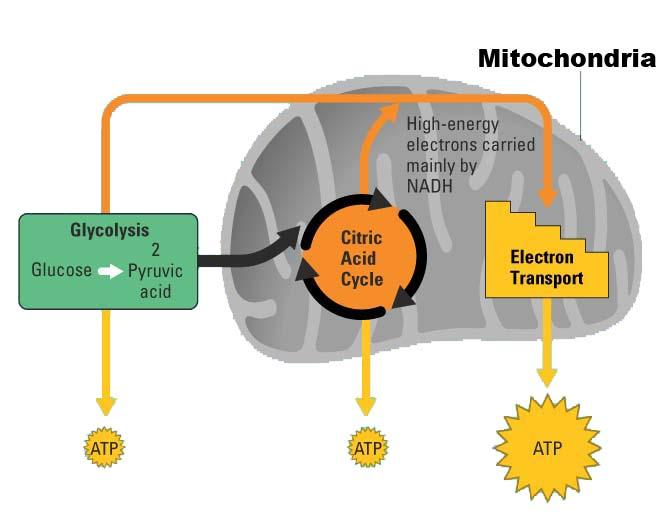 Mitochondria
High-energy
electrons carried
mainly by
NADH
Glycolysis
2
Glucose Pyruvic
acid
Citric
Acid
Cycle
Electron
Transport
ATP
ATP
ATP